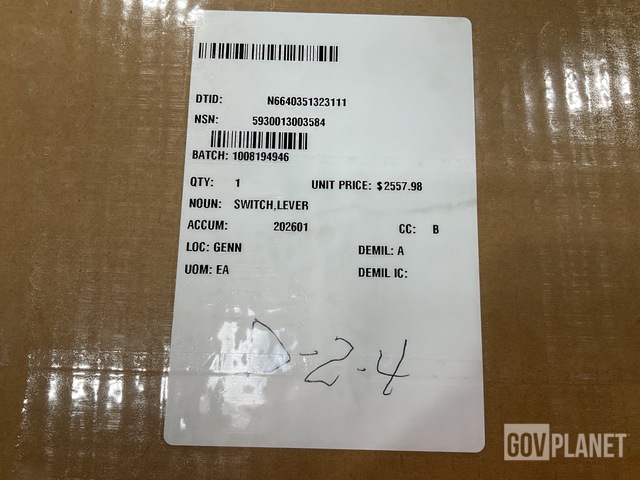 DTID: N6640351323111
NSN: 5930013003584
BATCH: 1008194946
QTY: 1 UNIT PRICE: $2557.98
NOUN: SWITCH,LEVER
ACCUM: 202601 CC: B
LOC: GENN DEMIL: A
UOM: EA DEMIL IC:
D-2-4
GOVPLANET